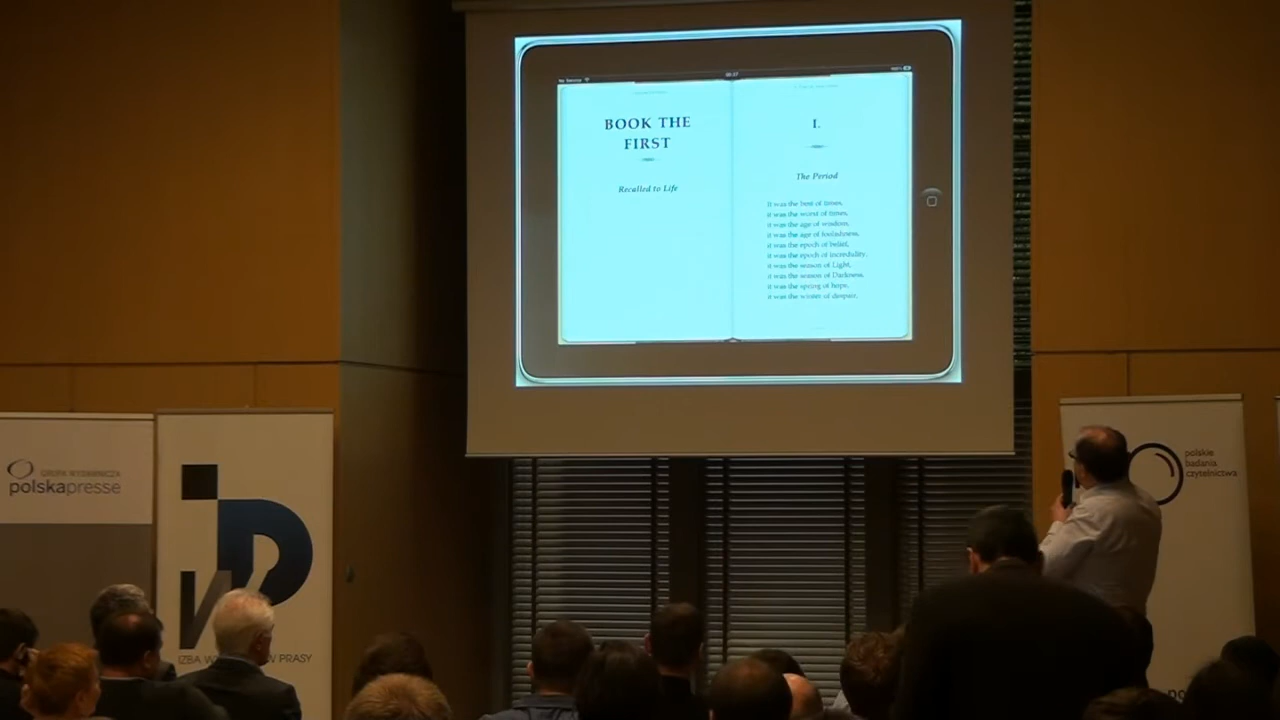 No Service
BOOK THE
FIRST
Recalled to Life
I.
The Period
It was the best of times,
it was the worst of times,
it was the age of wisdom,
it was the age of foolishness,
it was the epoch of belief,
it was the epoch of incredulity,
it was the season of Light,
it was the season of Darkness,
it was the spring of hope,
it was the winter of despair,
GRUPA WYDAWNICZA
polskapresse
IZBA
PRASY
polskie
badania
czytelnictwa